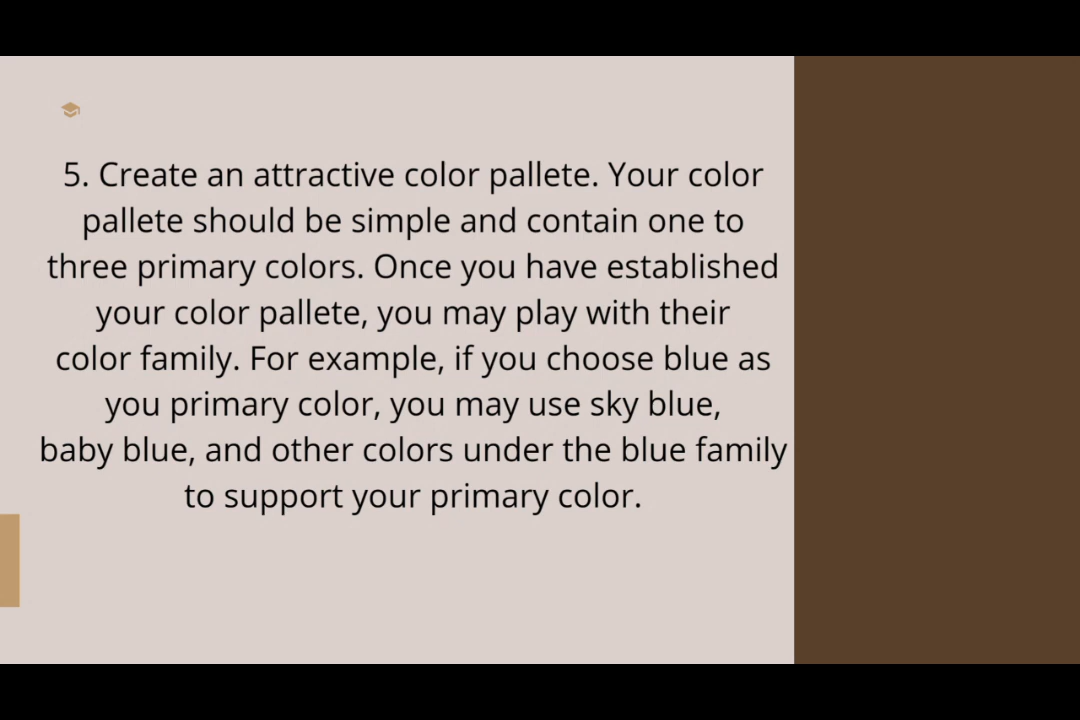 5. Create an attractive color pallete. Your color
pallete should be simple and contain one to
three primary colors. Once you have established
your color pallete, you may play with their
color family. For example, if you choose blue as
you primary color, you may use sky blue,
baby blue, and other colors under the blue family
to support your primary color.